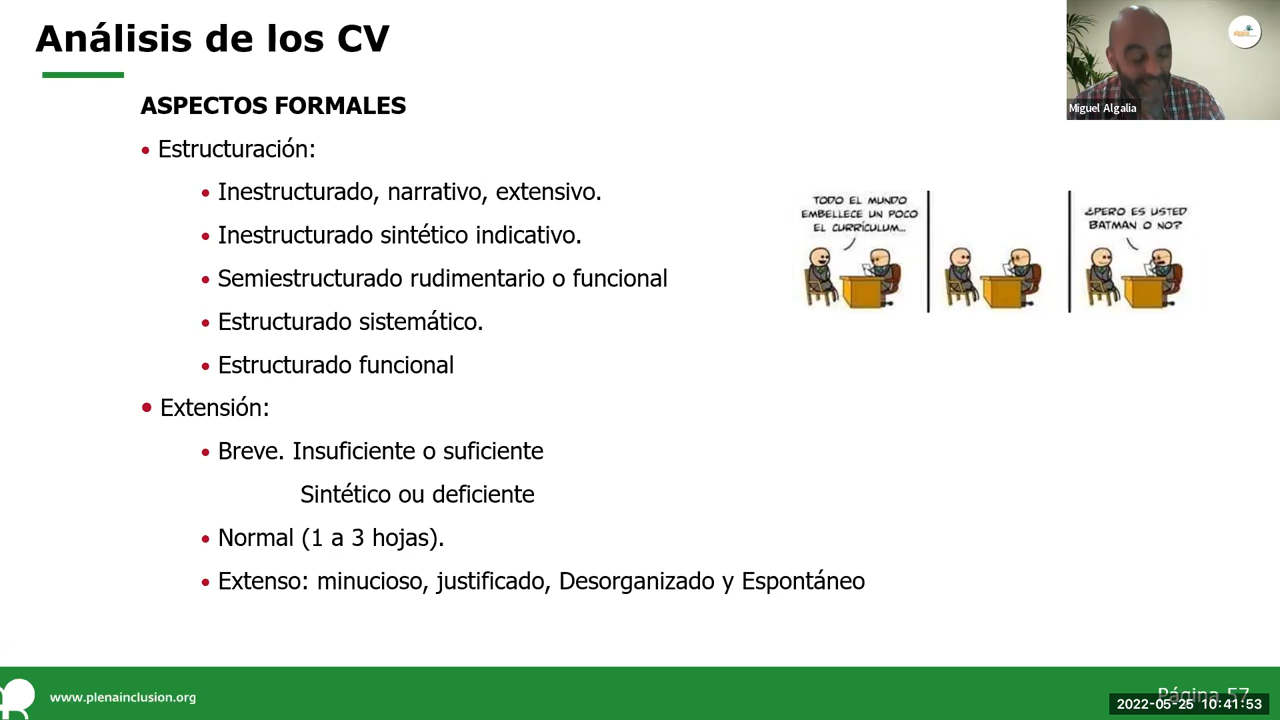 Análisis de los CV
Miguel Algalia
ASPECTOS FORMALES
• Estructuración:
• Inestructurado, narrativo, extensivo.
• Inestructurado sintético indicativo.
• Semiestructurado rudimentario o funcional
• Estructurado sistemático.
• Estructurado funcional
• Extensión:
• Breve. Insuficiente o suficiente
Sintético ou deficiente
• Normal (1 a 3 hojas).
• Extenso: minucioso, justificado, Desorganizado y Espontáneo
TODO EL MUNDO
EMBELLECE UN POCO
EL CURRÍCULUM...
¿PERO ES USTED
BATMAN O NO?
www.plenainclusion.org
Página 57
2022-05-25 10:41:53